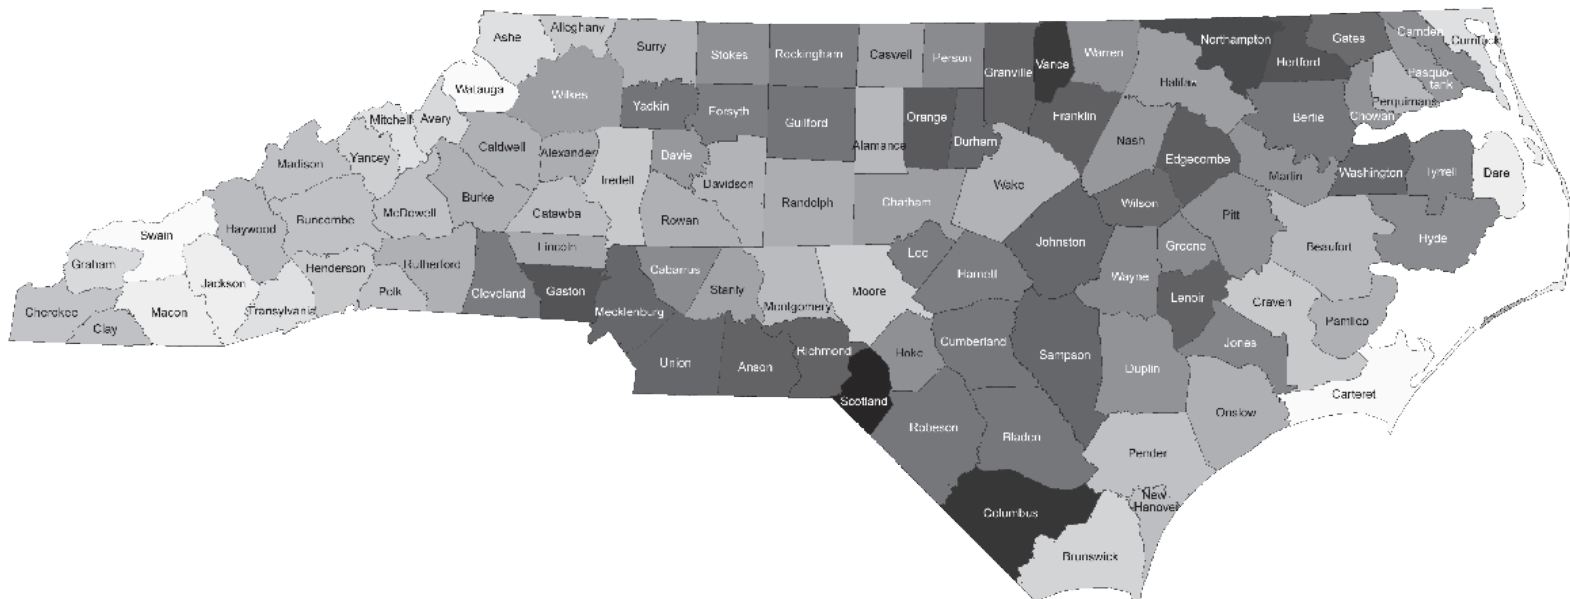 Ashe
Alleghany
Surry
Stokes
Rockingham
Caswell
Person
Granville
Vance
Warren
Northampton
Hertford
Gates
Camden
Currituck
Pasquo-
tank
Perquimans
Chowan
Halifax
Bertie
Watauga
Wilkes
Yadkin
Forsyth
Guilford
Alamance
Orange
Durham
Franklin
Nash
Edgecombe
Martin
Washington
Tyrrell
Dare
Mitchell
Avery
Caldwell
Alexander
Iredell
Davie
Davidson
Randolph
Chatham
Wake
Wilson
Pitt
Beaufort
Hyde
Madison
Yancey
Burke
McDowell
Buncombe
Haywood
Catawba
Rowan
Lincoln
Swain
Graham
Jackson
Henderson
Rutherford
Polk
Cleveland
Gaston
Cabarrus
Stanly
Montgomery
Moore
Lee
Harnett
Johnston
Wayne
Greene
Lenoir
Craven
Pamlico
Cherokee
Clay
Macon
Transylvania
Mecklenburg
Union
Anson
Richmond
Scotland
Hoke
Cumberland
Sampson
Duplin
Jones
Onslow
Carteret
Robeson
Bladen
Pender
New
Hanover
Columbus
Brunswick